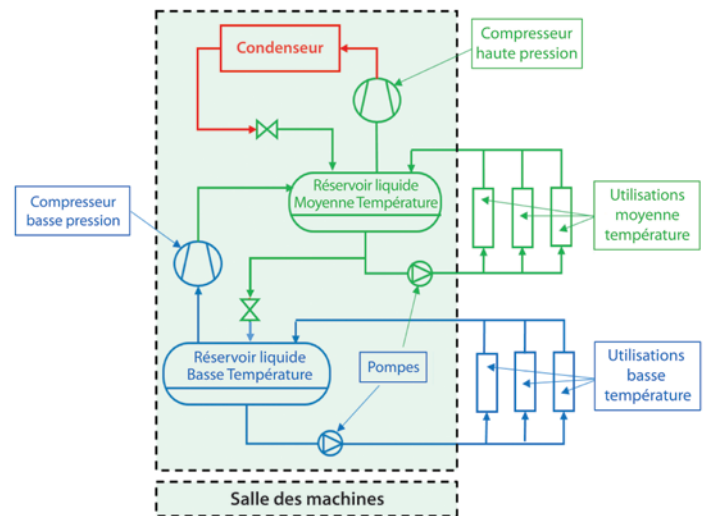 Condenseur
Compresseur
haute pression
Réservoir liquide
Moyenne Température
Compresseur
basse pression
Utilisations
moyenne
température
Réservoir liquide
Basse Température
Pompes
Utilisations
basse
température
Salle des machines